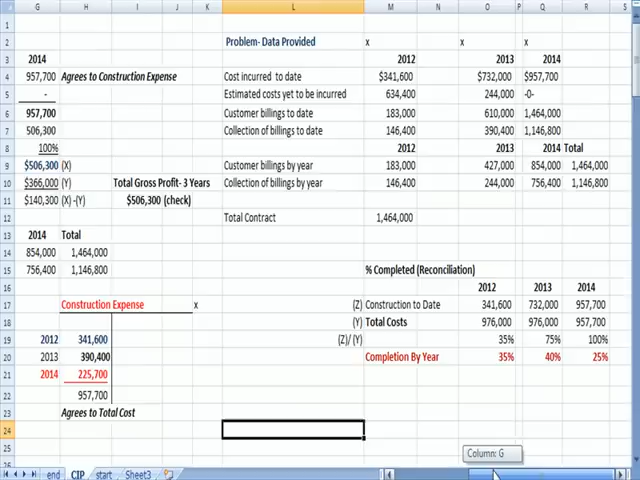 G H I J K L M N O P Q R S
1
2 Problem- Data Provided x x x
3 2014 2012 2013 2014
4 957,700 Agrees to Construction Expense Cost incurred to date $341,600 $732,000 $957,700
5 - Estimated costs yet to be incurred 634,400 244,000 -0-
6 957,700 Customer billings to date 183,000 610,000 1,464,000
7 506,300 Collection of billings to date 146,400 390,400 1,146,800
8 100% 2012 2013 2014 Total
9 $506,300 (X) Customer billings by year 183,000 427,000 854,000 1,464,000
10 $366,000 (Y) Total Gross Profit- 3 Years Collection of billings by year 146,400 244,000 756,400 1,146,800
11 $140,300 (X) -(Y) $506,300 (check)
12 Total Contract 1,464,000
13 2014 Total
14 854,000 1,464,000
15 756,400 1,146,800 % Completed (Reconciliation)
16 2012 2013 2014
17 Construction Expense x (Z) Construction to Date 341,600 732,000 957,700
18 (Y) Total Costs 976,000 976,000 957,700
19 2012 341,600 (Z)/ (Y) 35% 75% 100%
20 2013 390,400 Completion By Year 35% 40% 25%
21 2014 225,700
22 957,700
23 Agrees to Total Cost
24
25 Column: G
end CIP start Sheet3